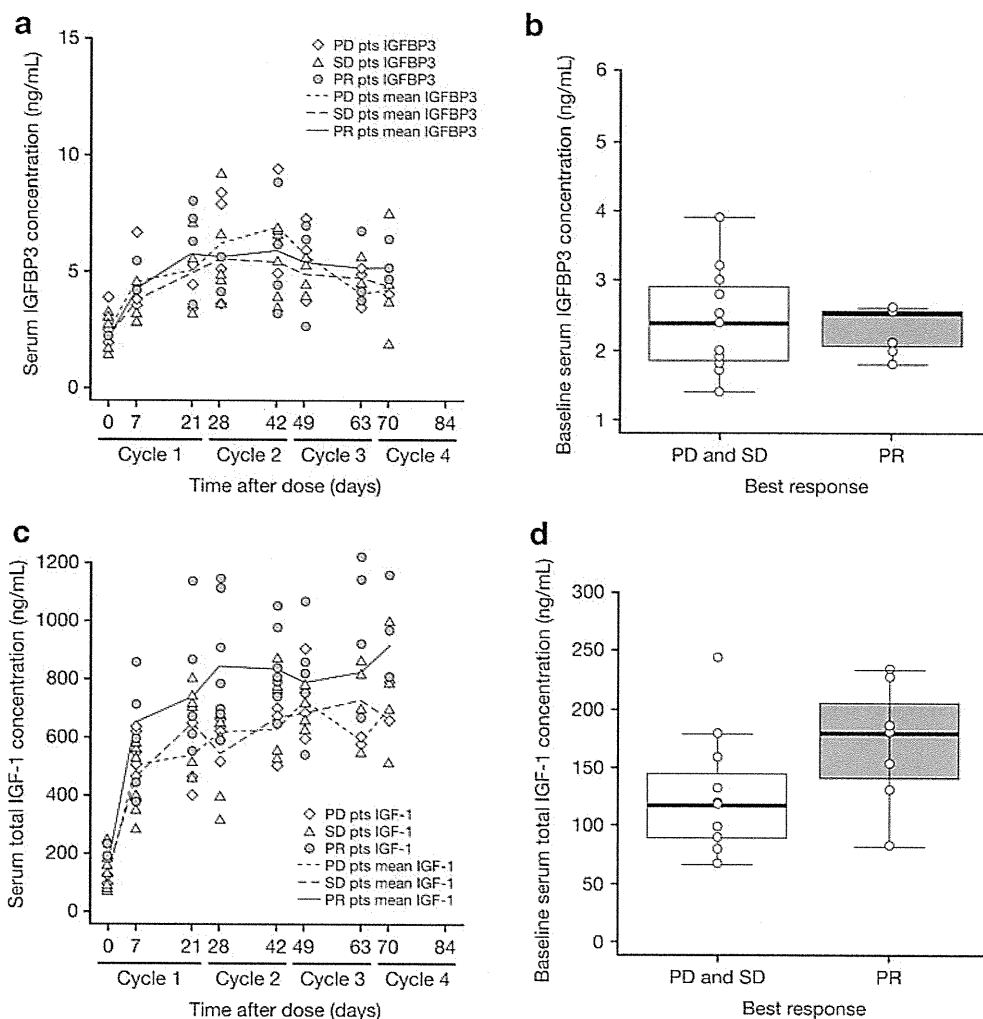 a
Serum IGFBP3 concentration (ng/mL)
15
10
5
0
PD pts IGFBP3
SD pts IGFBP3
PR pts IGFBP3
PD pts mean IGFBP3
SD pts mean IGFBP3
PR pts mean IGFBP3
0 7 21 28 42 49 63 70 84
Cycle 1 Cycle 2 Cycle 3 Cycle 4
Time after dose (days)
b
Baseline serum IGFBP3 concentration (ng/mL)
6
5
4
3
2
1
PD and SD PR
Best response
c
Serum total IGF-1 concentration (ng/mL)
1200
1000
800
600
400
200
0
PD pts IGF-1
SD pts IGF-1
PR pts IGF-1
PD pts mean IGF-1
SD pts mean IGF-1
PR pts mean IGF-1
0 7 21 28 42 49 63 70 84
Cycle 1 Cycle 2 Cycle 3 Cycle 4
Time after dose (days)
d
Baseline serum total IGF-1 concentration (ng/mL)
300
250
200
150
100
50
0
PD and SD PR
Best response